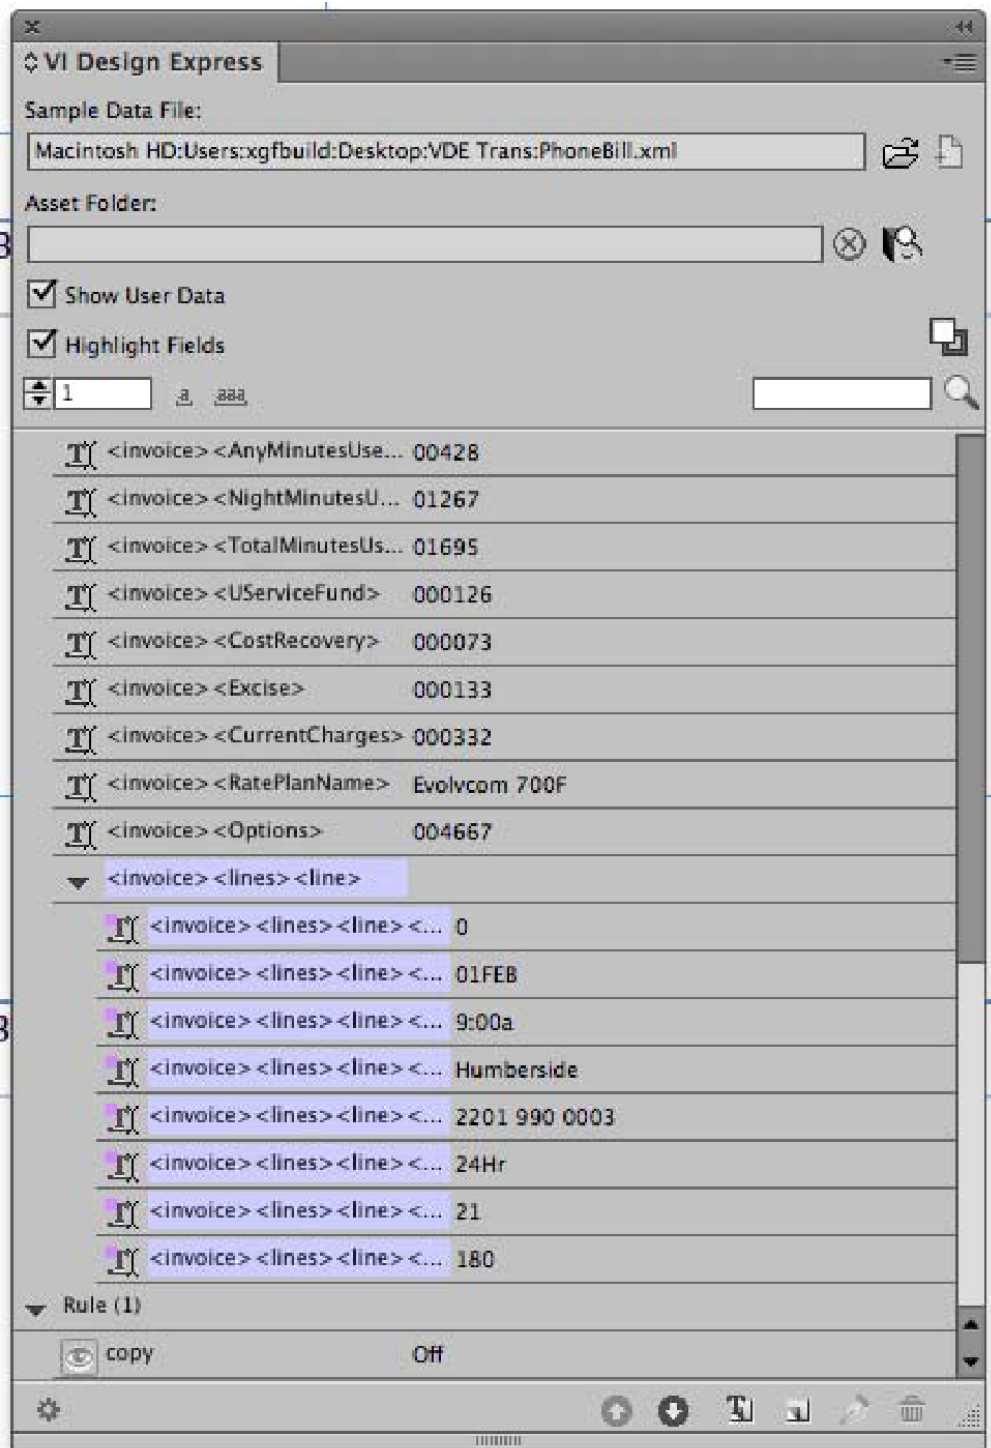 VI Design Express
Sample Data File:
Macintosh HD:Users:xgfbuild:Desktop:VDE Trans:PhoneBill.xml
Asset Folder:
Show User Data
Highlight Fields
1 a aaa
<invoice><AnyMinutesUse... 00428
<invoice><NightMinutesU... 01267
<invoice><TotalMinutesUs... 01695
<invoice><UServiceFund> 000126
<invoice><CostRecovery> 000073
<invoice><Excise> 000133
<invoice><CurrentCharges> 000332
<invoice><RatePlanName> Evolvcom 700F
<invoice><Options> 004667
<invoice><lines><line>
<invoice><lines><line><... 0
<invoice><lines><line><... 01FEB
<invoice><lines><line><... 9:00a
<invoice><lines><line><... Humberside
<invoice><lines><line><... 2201 990 0003
<invoice><lines><line><... 24Hr
<invoice><lines><line><... 21
<invoice><lines><line><... 180
Rule (1)
copy Off